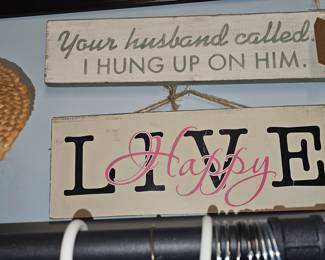 Your husband called.
I HUNG UP ON HIM.
LIVE
Happy